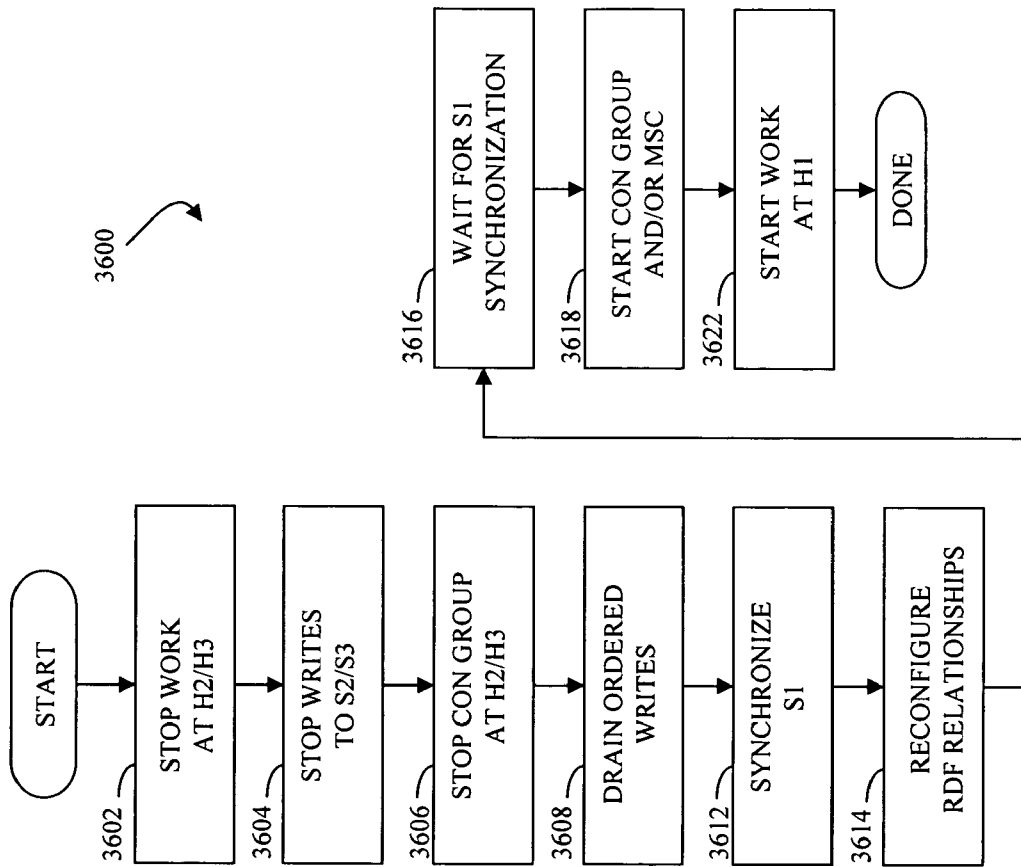 3600
START
3602
STOP WORK
AT H2/H3
3604
STOP WRITES
TO S2/S3
3606
STOP CON GROUP
AT H2/H3
3608
DRAIN ORDERED
WRITES
3612
SYNCHRONIZE
S1
3614
RECONFIGURE
RDF RELATIONSHIPS
3616
WAIT FOR S1
SYNCHRONIZATION
3618
START CON GROUP
AND/OR MSC
3622
START WORK
AT H1
DONE